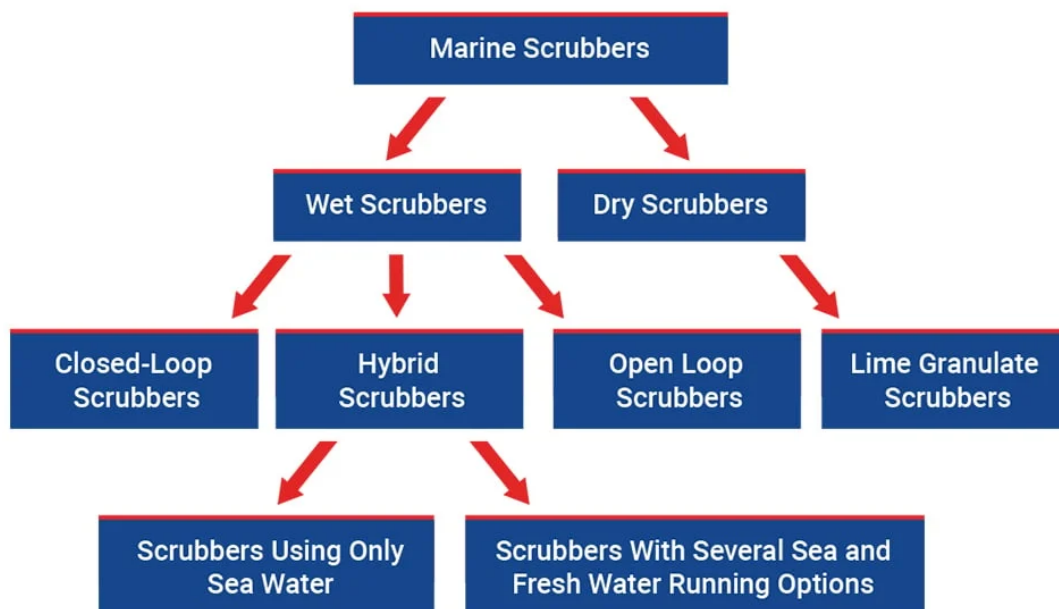 Marine Scrubbers
Wet Scrubbers
Dry Scrubbers
Closed-Loop
Scrubbers
Hybrid
Scrubbers
Open Loop
Scrubbers
Lime Granulate
Scrubbers
Scrubbers Using Only
Sea Water
Scrubbers With Several Sea and
Fresh Water Running Options